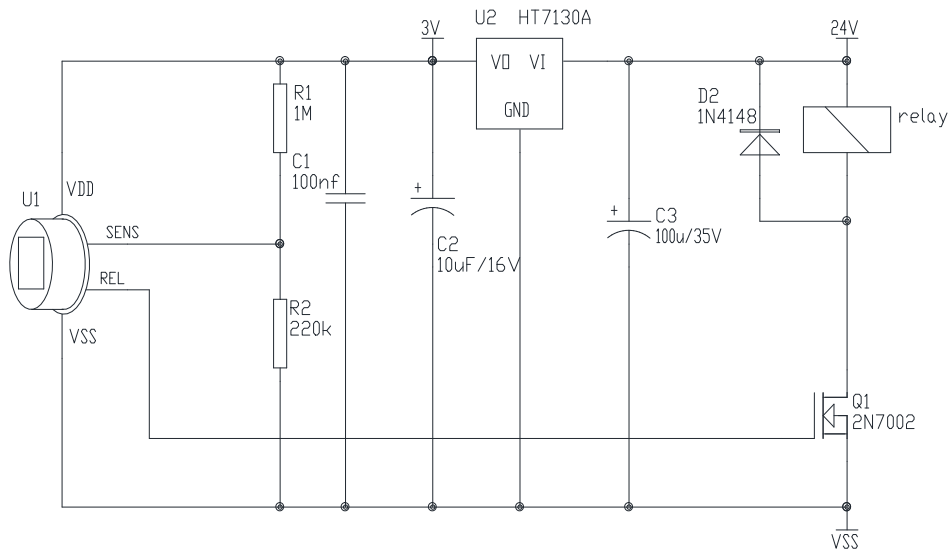 U2 HT7130A
3V
24V
VO VI
GND
R1
1M
D2
1N4148
relay
C1
100nf
U1
VDD
SENS
REL
VSS
C2
10uF/16V
C3
100u/35V
R2
220k
Q1
2N7002
VSS